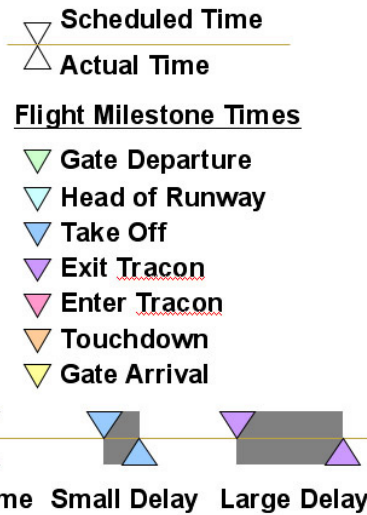 Scheduled Time
Actual Time
Flight Milestone Times
Gate Departure
Head of Runway
Take Off
Exit Tracon
Enter Tracon
Touchdown
Gate Arrival
Small Delay Large Delay